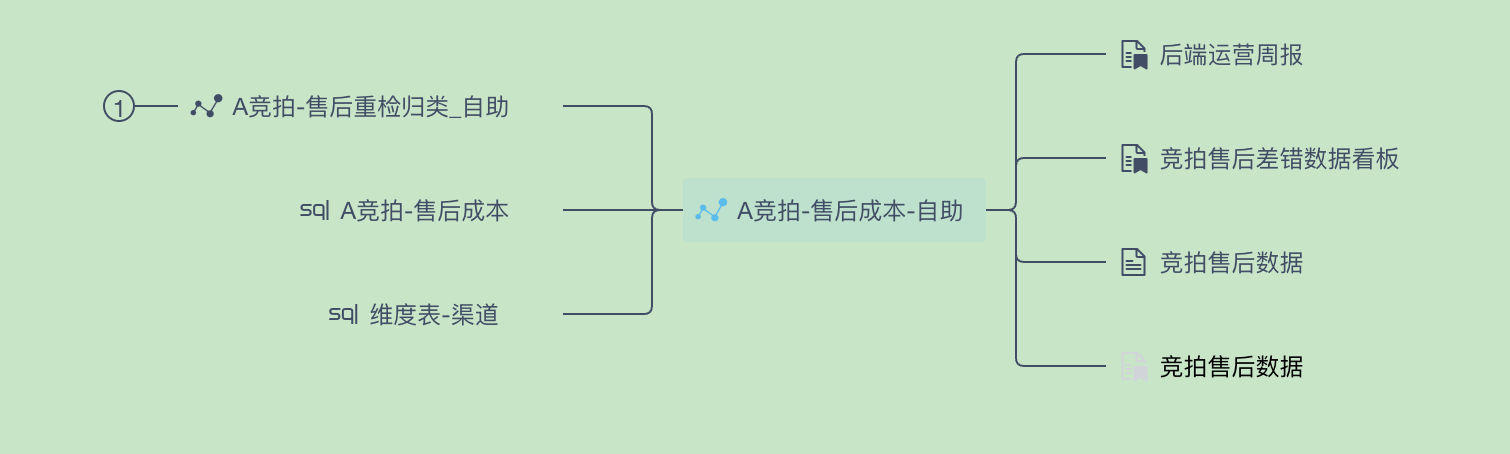 1
A竞拍-售后重检归类_自助
sql A竞拍-售后成本
sql 维度表-渠道
A竞拍-售后成本-自助
后端运营周报
竞拍售后差错数据看板
竞拍售后数据
竞拍售后数据